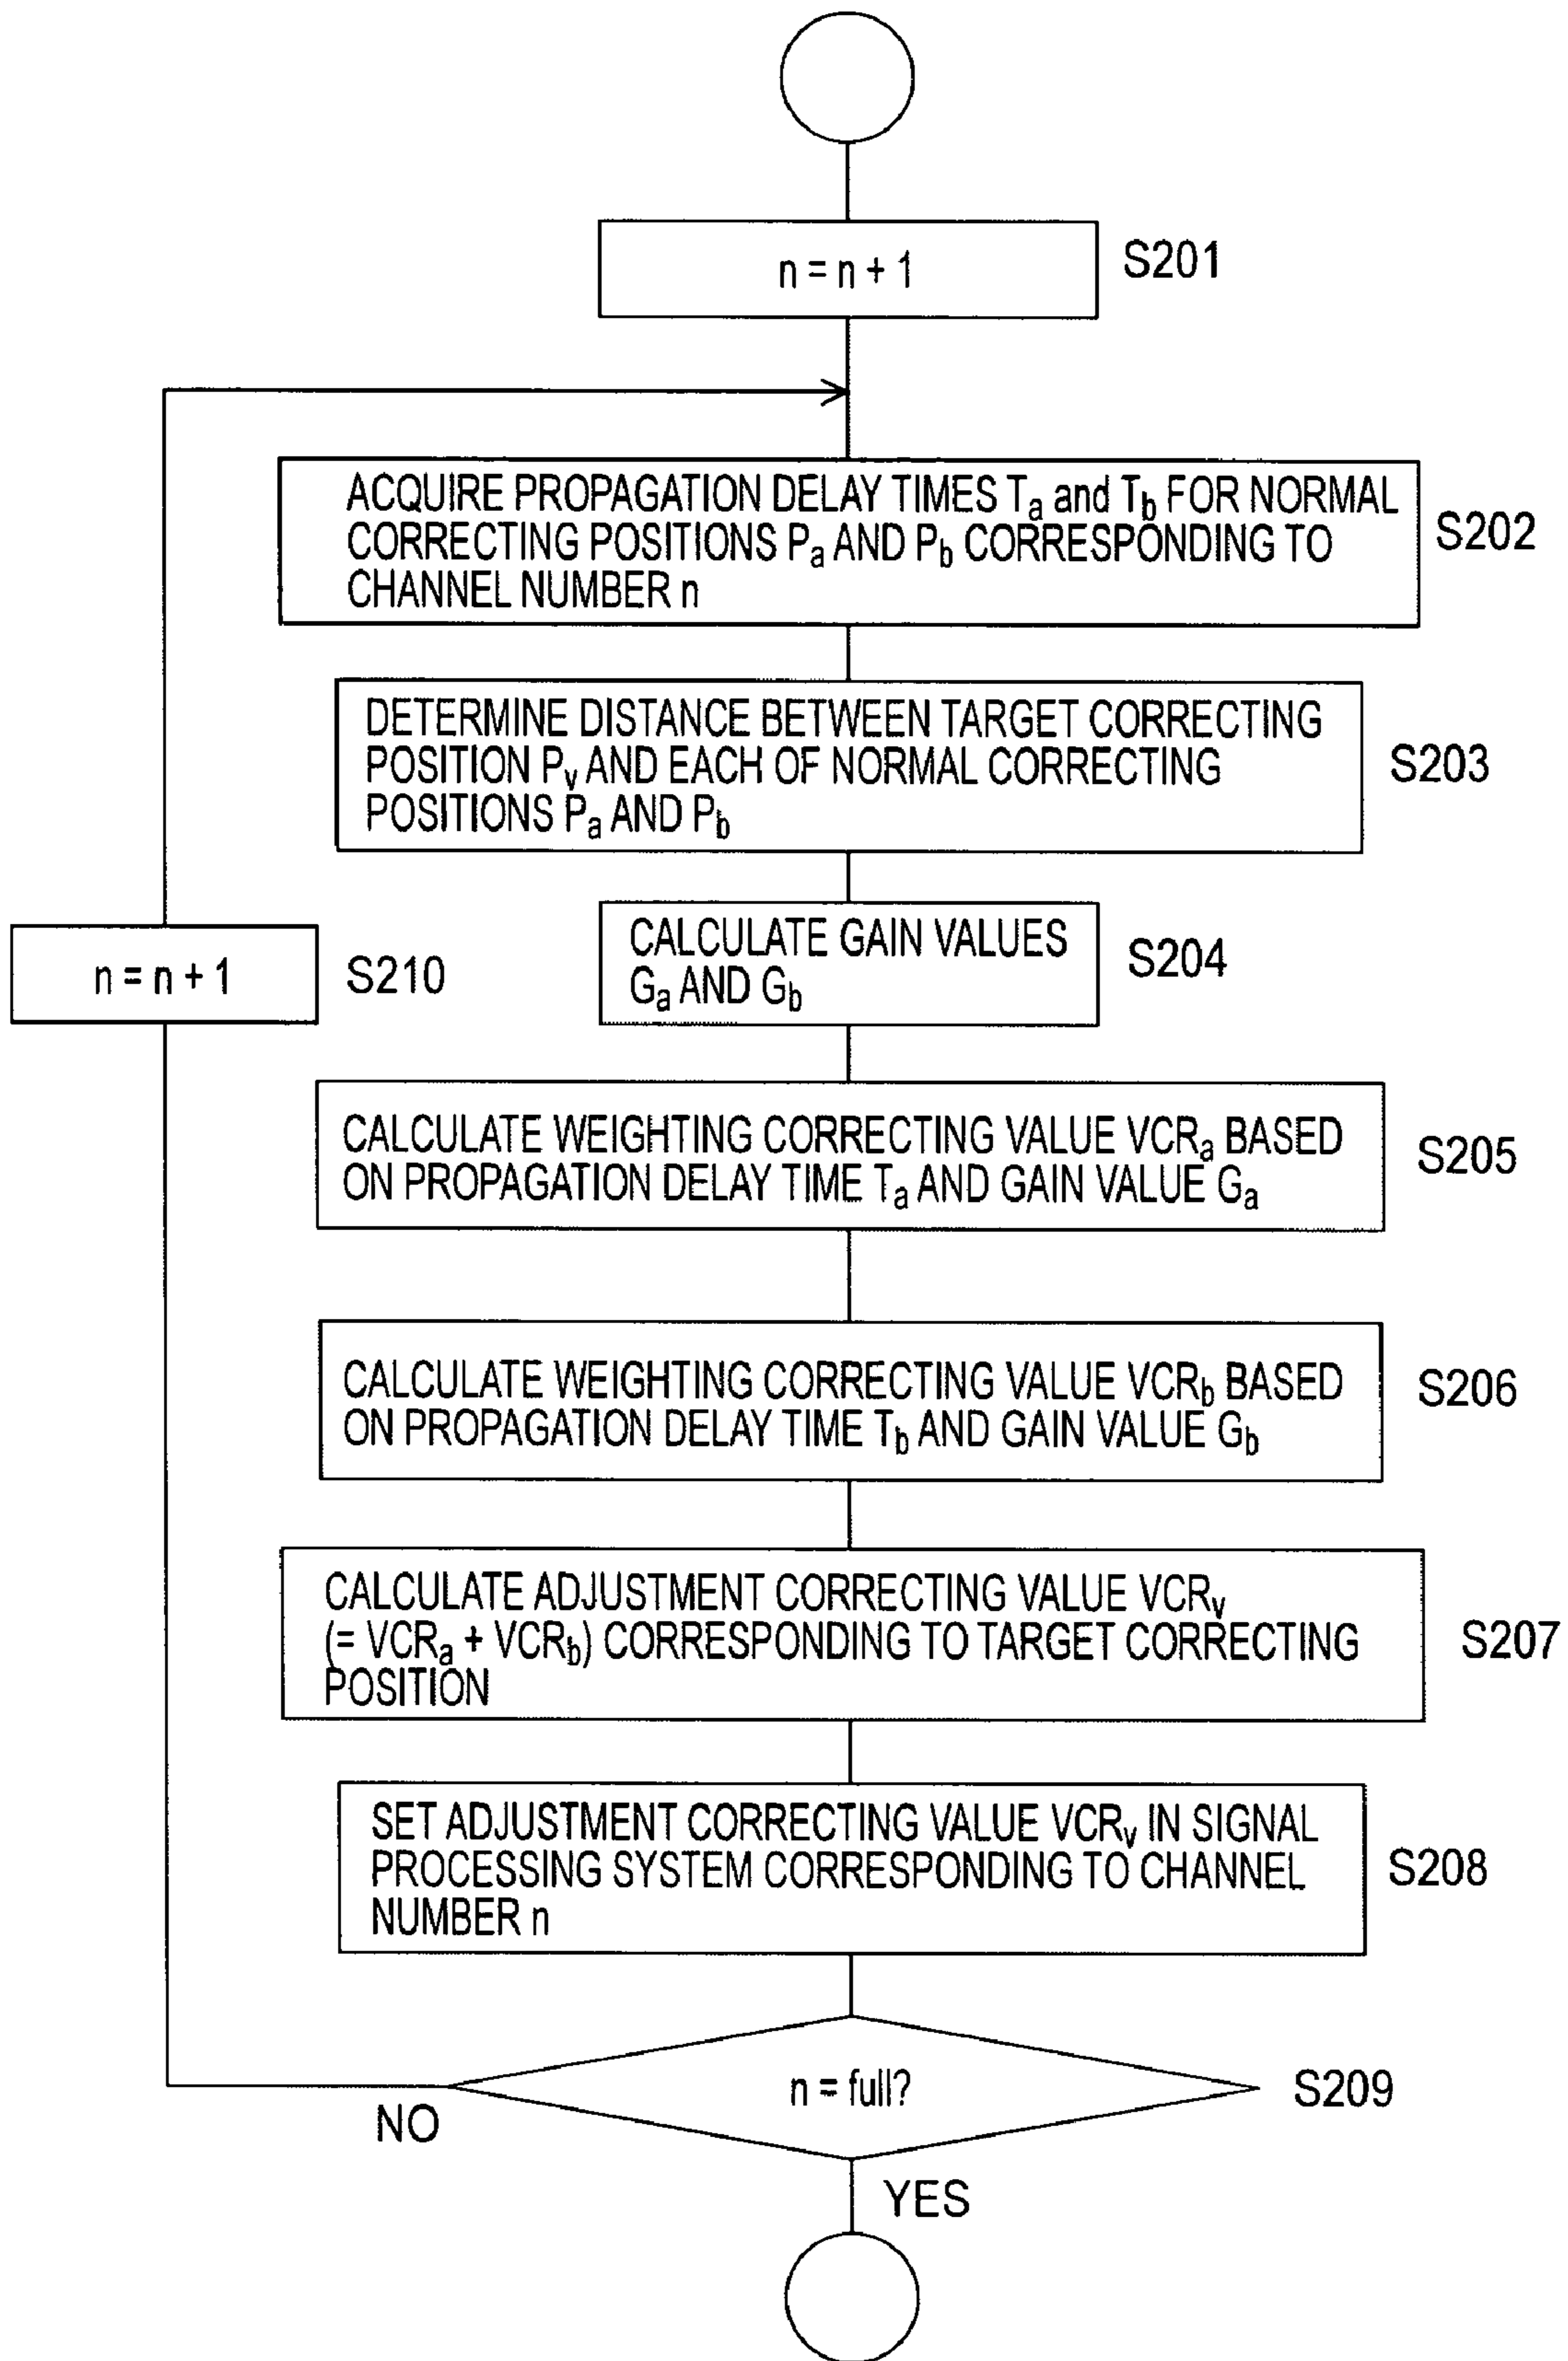 n = n + 1
S201
ACQUIRE PROPAGATION DELAY TIMES Ta and Tb FOR NORMAL
CORRECTING POSITIONS Pa AND Pb CORRESPONDING TO
CHANNEL NUMBER n
S202
DETERMINE DISTANCE BETWEEN TARGET CORRECTING
POSITION Pv AND EACH OF NORMAL CORRECTING
POSITIONS Pa AND Pb
S203
CALCULATE GAIN VALUES
Ga AND Gb
S204
n = n + 1
S210
CALCULATE WEIGHTING CORRECTING VALUE VCRa BASED
ON PROPAGATION DELAY TIME Ta AND GAIN VALUE Ga
S205
CALCULATE WEIGHTING CORRECTING VALUE VCRb BASED
ON PROPAGATION DELAY TIME Tb AND GAIN VALUE Gb
S206
CALCULATE ADJUSTMENT CORRECTING VALUE VCRv
(= VCRa + VCRb) CORRESPONDING TO TARGET CORRECTING
POSITION
S207
SET ADJUSTMENT CORRECTING VALUE VCRv IN SIGNAL
PROCESSING SYSTEM CORRESPONDING TO CHANNEL
NUMBER n
S208
n = full?
S209
NO
YES